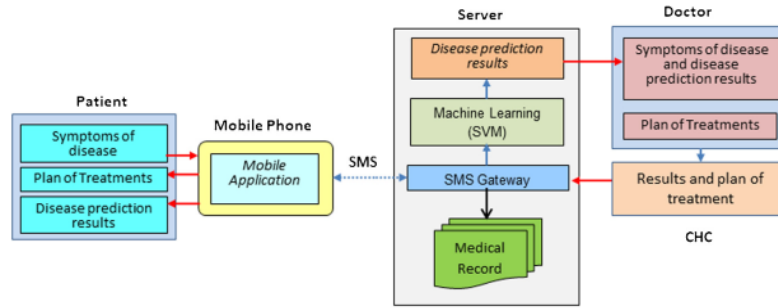 Patient
Symptoms of
disease
Plan of Treatments
Disease prediction
results
Mobile Phone
Mobile
Application
SMS
Server
Disease prediction
results
Machine Learning
(SVM)
SMS Gateway
Medical
Record
Doctor
Symptoms of disease
and disease
prediction results
Plan of Treatments
Results and plan of
treatment
CHC